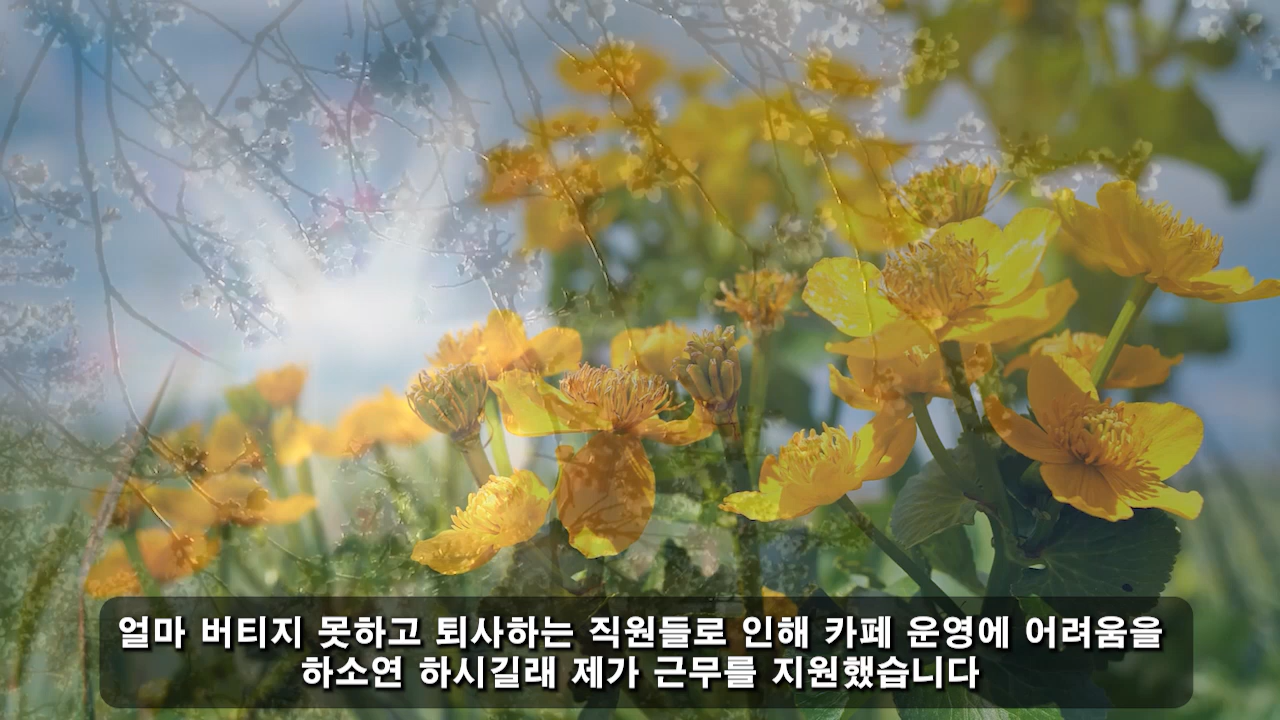 얼마 버티지 못하고 퇴사하는 직원들로 인해 카페 운영에 어려움을
하소연 하시길래 제가 근무를 지원했습니다